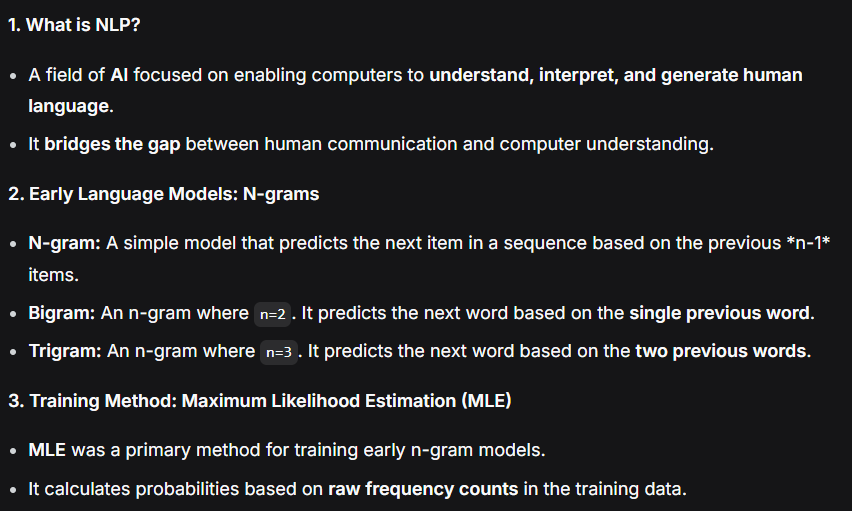 1. What is NLP?
• A field of AI focused on enabling computers to understand, interpret, and generate human
language.
• It bridges the gap between human communication and computer understanding.
2. Early Language Models: N-grams
• N-gram: A simple model that predicts the next item in a sequence based on the previous *n-1*
items.
• Bigram: An n-gram where n=2. It predicts the next word based on the single previous word.
• Trigram: An n-gram where n=3. It predicts the next word based on the two previous words.
3. Training Method: Maximum Likelihood Estimation (MLE)
• MLE was a primary method for training early n-gram models.
• It calculates probabilities based on raw frequency counts in the training data.